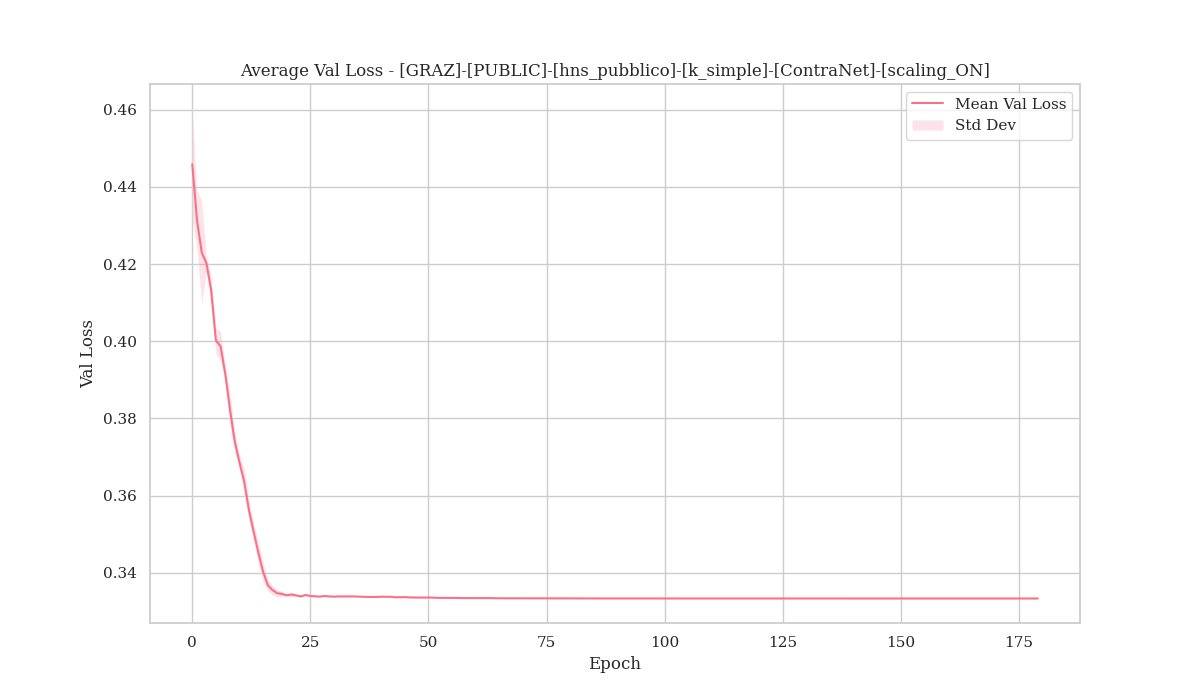 Average Val Loss - [GRAZ]-[PUBLIC]-[hns_pubblico]-[k_simple]-[ContraNet]-[scaling_ON]
Mean Val Loss
Std Dev
0.46
0.44
0.42
0.40
0.38
0.36
0.34
Val Loss
0 25 50 75 100 125 150 175
Epoch